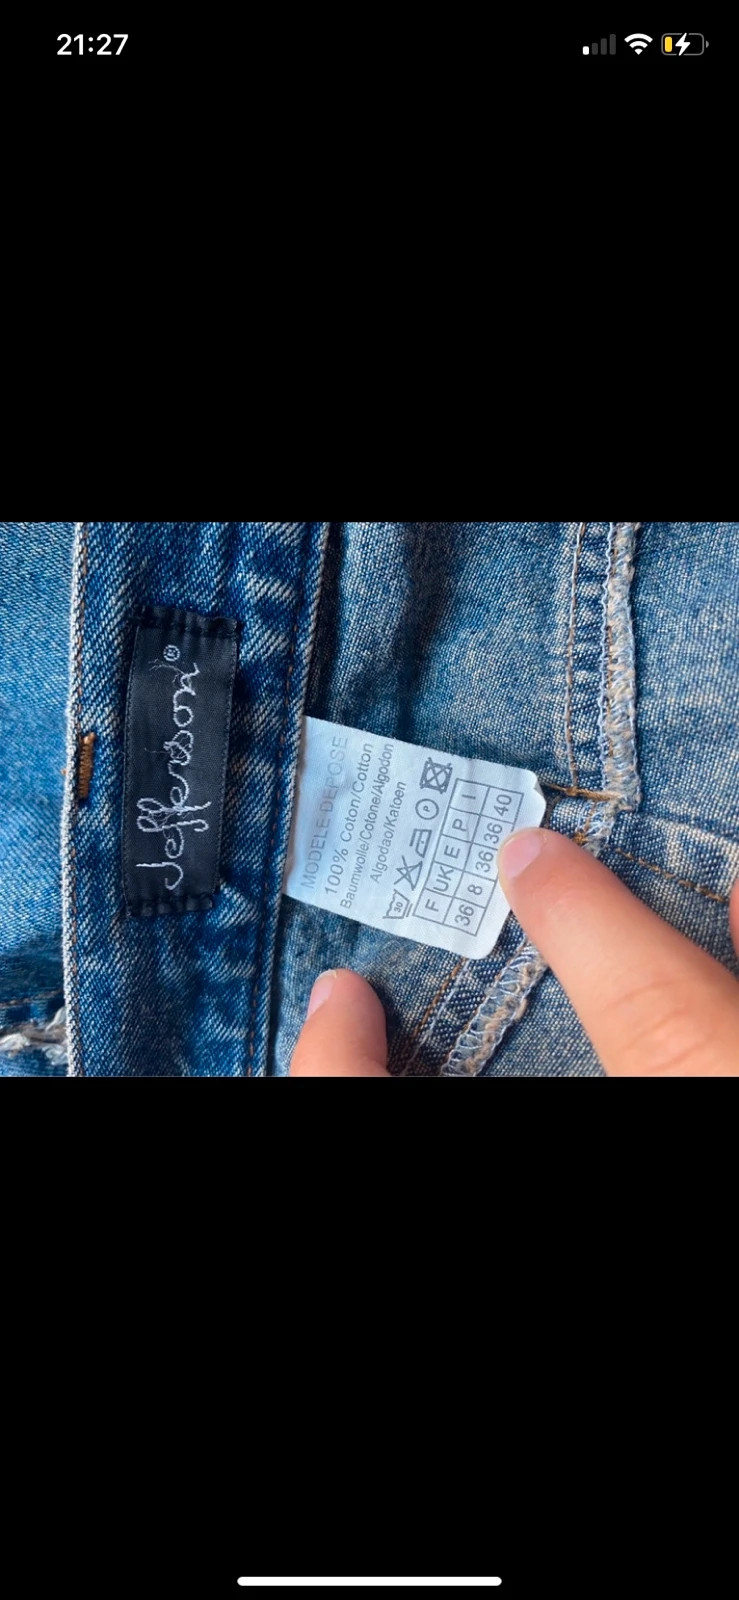 21:27
Jefferson®
MODELE DEPOSE
100% Coton/Cotton
Baumwolle/Cotone/Algodon
Algodao/Katoen
30 P
F UK E P I
36 8 36 36 40